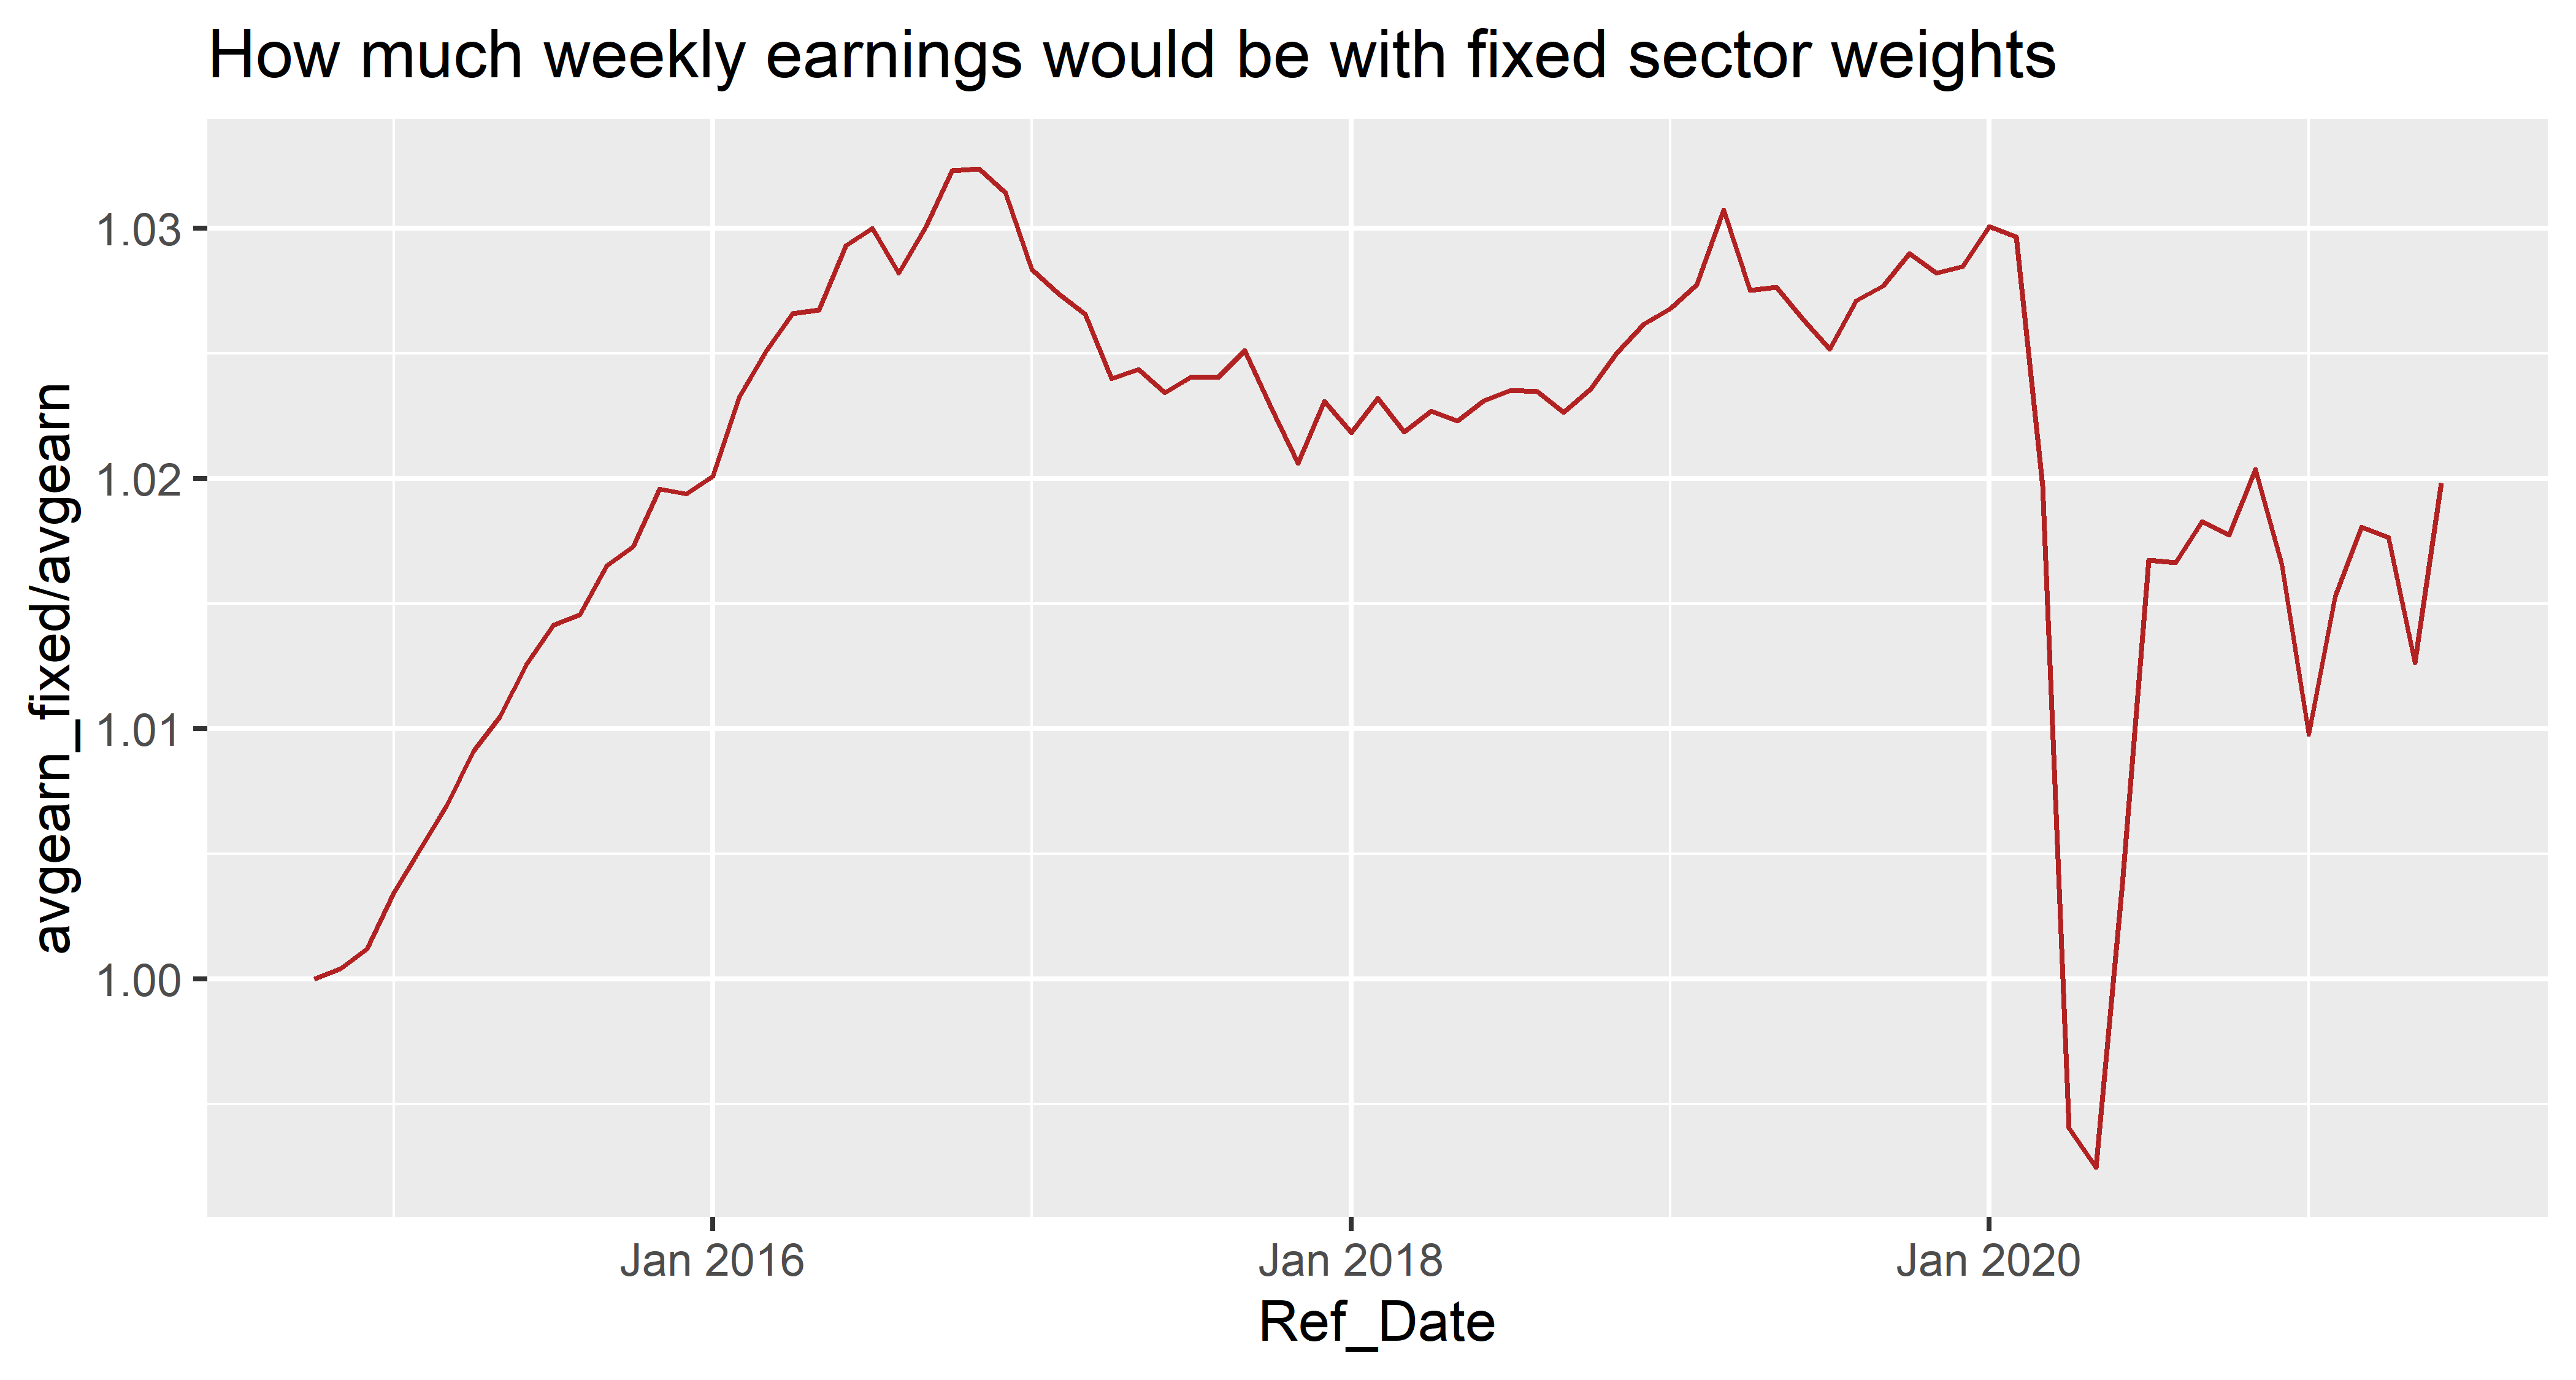 How much weekly earnings would be with fixed sector weights
avgearn_fixed/avgearn
1.03
1.02
1.01
1.00
Jan 2016
Jan 2018
Jan 2020
Ref_Date